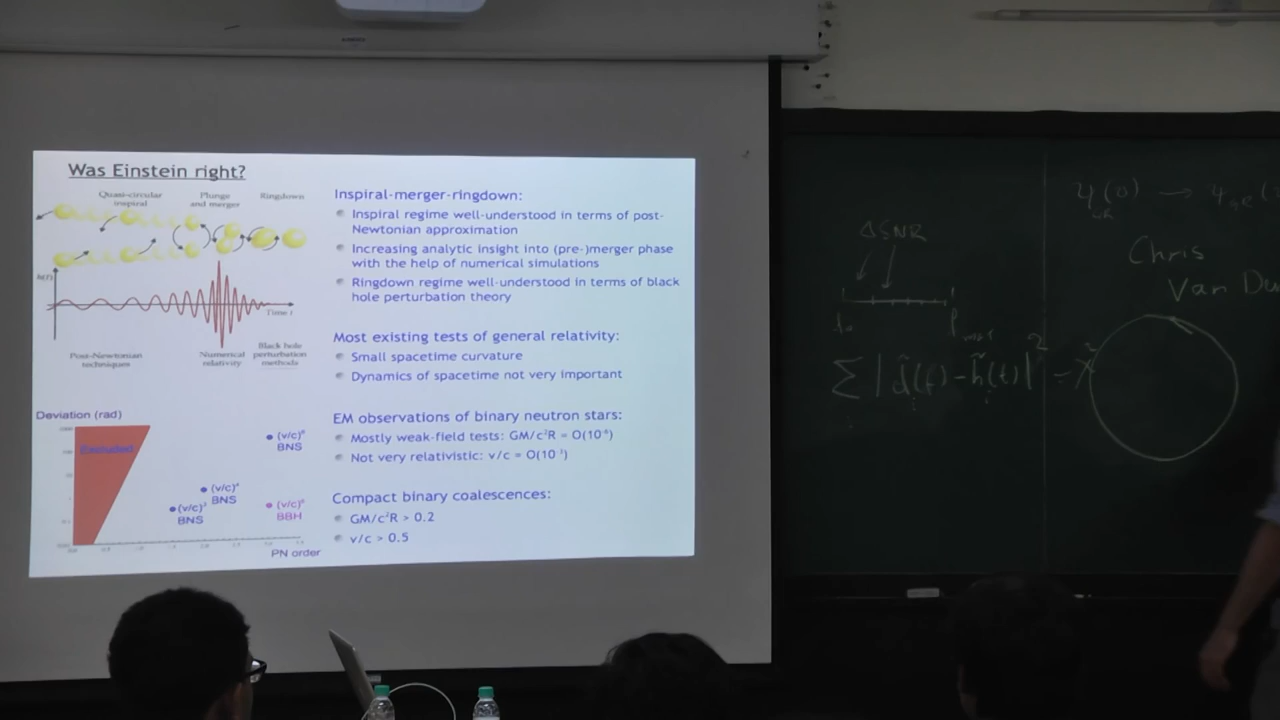 Was Einstein right?
Quasi-circular
inspiral
Plunge
and merger
Ringdown
h(t)
Time t
Post-Newtonian
techniques
Numerical
relativity
Black hole
perturbation
methods
Deviation (rad)
Excluded
(v/c)⁶
BNS
(v/c)⁴
BNS
(v/c)³
BNS
(v/c)⁶
BBH
PN order
Inspiral-merger-ringdown:
Inspiral regime well-understood in terms of post-
Newtonian approximation
Increasing analytic insight into (pre-)merger phase
with the help of numerical simulations
Ringdown regime well-understood in terms of black
hole perturbation theory
Most existing tests of general relativity:
Small spacetime curvature
Dynamics of spacetime not very important
EM observations of binary neutron stars:
Mostly weak-field tests: GM/c²R = O(10⁻⁶)
Not very relativistic: v/c = O(10⁻³)
Compact binary coalescences:
GM/c²R > 0.2
v/c > 0.5
ΔSNR
Chris
Van